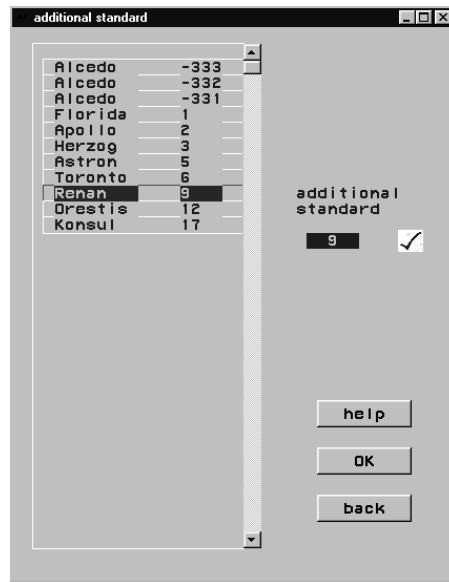 additional standard
Alcedo -333
Alcedo -332
Alcedo -331
Florida 1
Apollo 2
Herzog 3
Astron 5
Toronto 6
Renan 9
Orestis 12
Konsul 17
additional
standard
9
help
OK
back